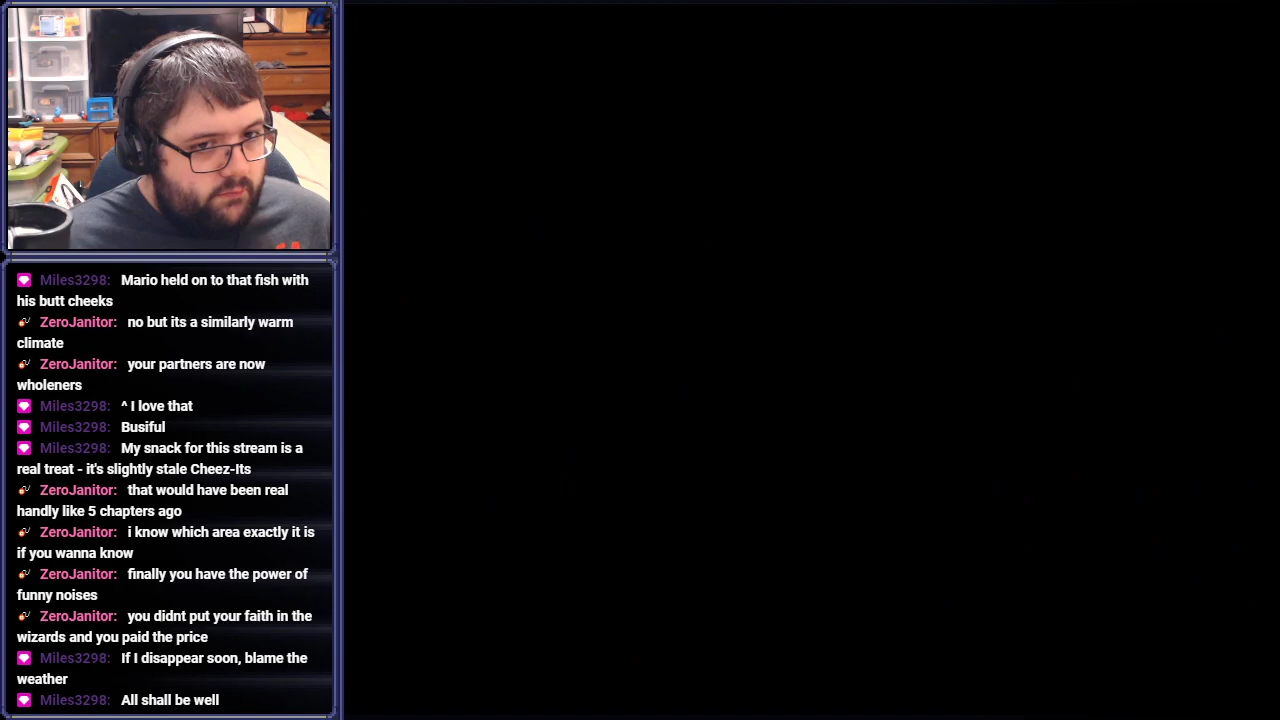 Miles3298: Mario held on to that fish with
his butt cheeks
ZeroJanitor: no but its a similarly warm
climate
ZeroJanitor: your partners are now
wholeners
Miles3298: ^ I love that
Miles3298: Busiful
Miles3298: My snack for this stream is a
real treat - it's slightly stale Cheez-Its
ZeroJanitor: that would have been real
handly like 5 chapters ago
ZeroJanitor: i know which area exactly it is
if you wanna know
ZeroJanitor: finally you have the power of
funny noises
ZeroJanitor: you didnt put your faith in the
wizards and you paid the price
Miles3298: If I disappear soon, blame the
weather
Miles3298: All shall be well